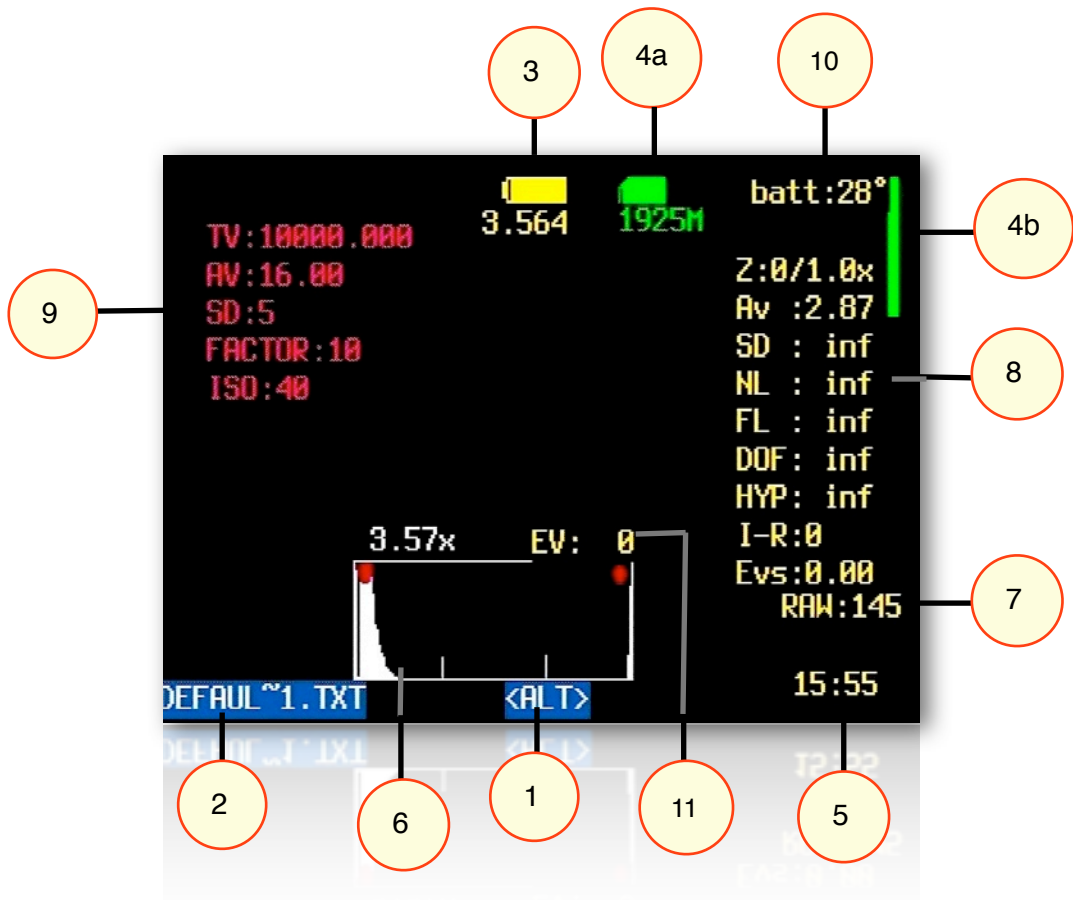 3
4a
10
batt:28°
3.564
1925M
4b
TV:10000.000
AV:16.00
SD:5
FACTOR:10
ISO:40
9
Z:0/1.0x
Av :2.87
SD : inf
NL : inf
FL : inf
DOF: inf
HYP: inf
I-R:0
Evs:0.00
RAW:145
8
7
3.57x
EV: 0
15:55
DEFAUL~1.TXT
<ALT>
2
6
1
11
5